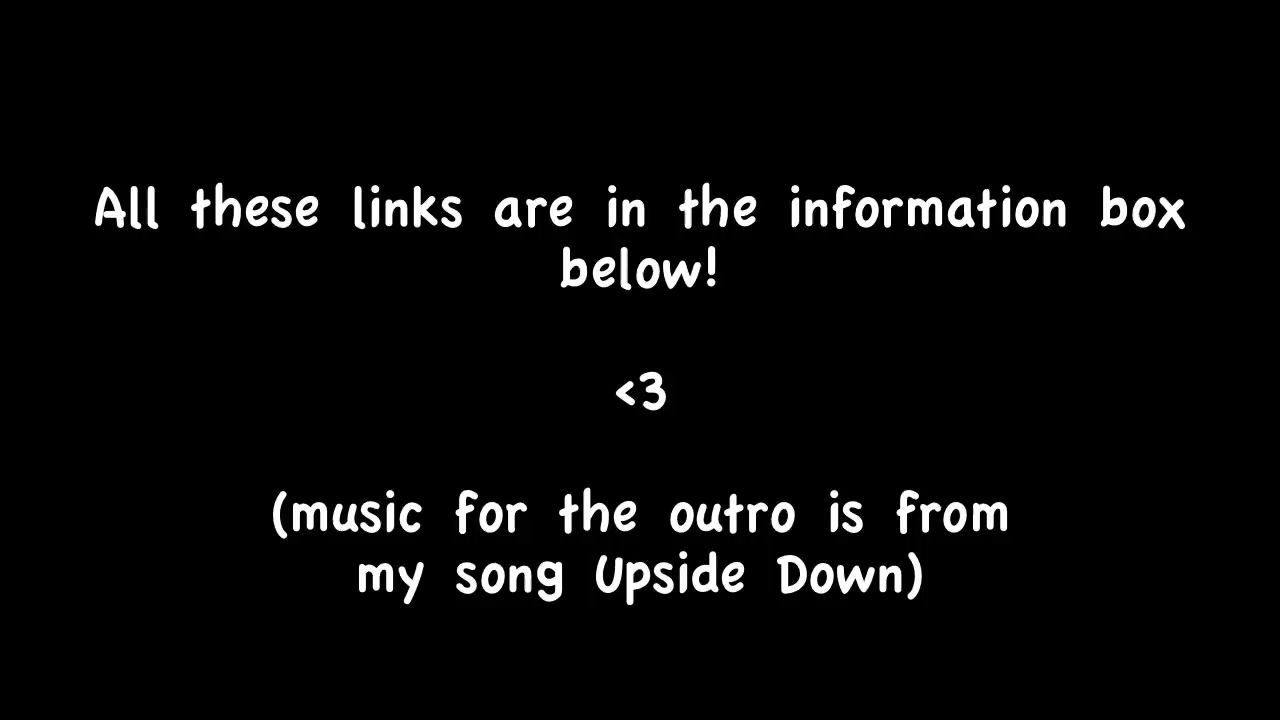 All these links are in the information box
below!
<3
(music for the outro is from
my song Upside Down)